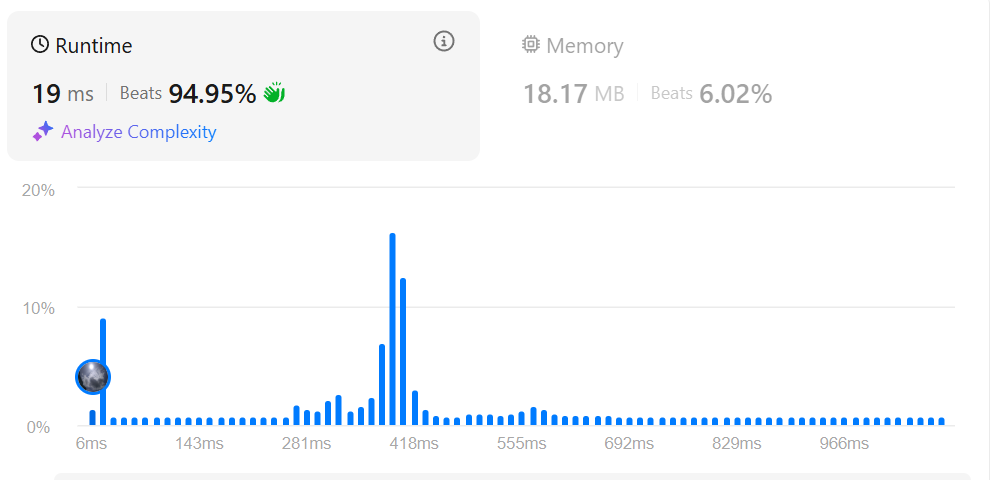 Runtime
19 ms Beats 94.95%
Analyze Complexity
Memory
18.17 MB Beats 6.02%
20%
10%
0%
6ms 143ms 281ms 418ms 555ms 692ms 829ms 966ms